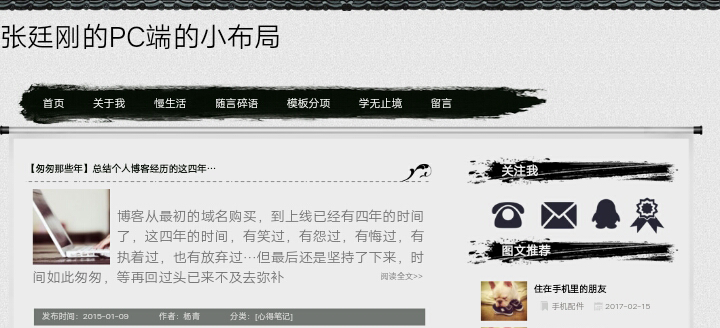 张廷刚的PC端的小布局
首页 关于我 慢生活 随言碎语 模板分项 学无止境 留言
【匆匆那些年】总结个人博客经历的这四年…
博客从最初的域名购买，到上线已经有四年的时间
了，这四年的时间，有笑过，有怨过，有悔过，有
执着过，也有放弃过…但最后还是坚持了下来，时
间如此匆匆，等再回过头已来不及去弥补
阅读全文>>
发布时间：2015-01-09 作者：杨青 分类：[心得笔记]
关注我
图文推荐
住在手机里的朋友
手机配件 2017-02-15